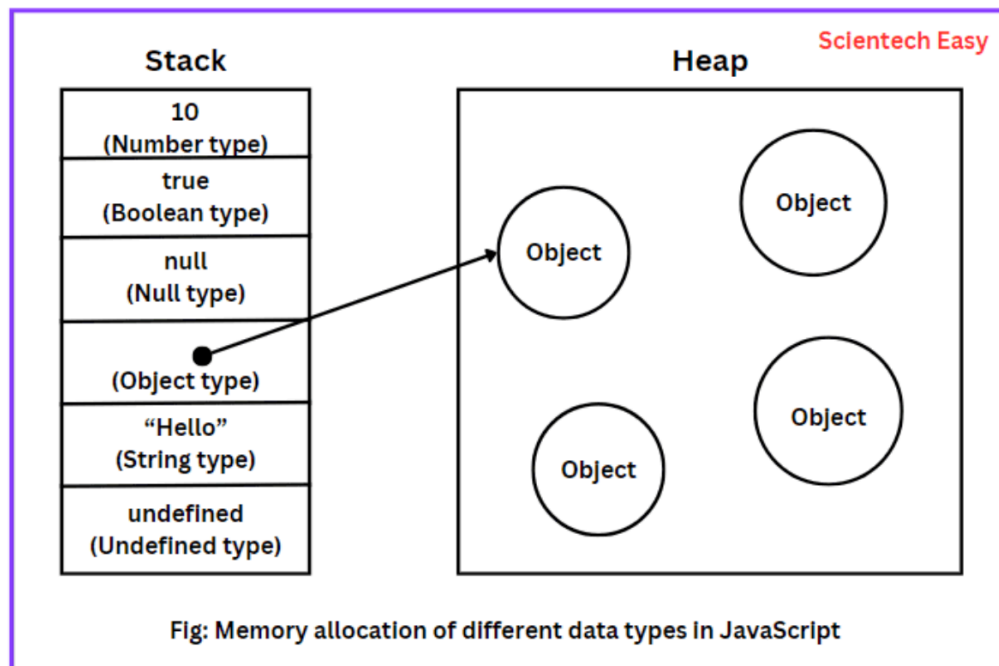 Scientech Easy
Stack
Heap
10
(Number type)
true
(Boolean type)
null
(Null type)
(Object type)
“Hello”
(String type)
undefined
(Undefined type)
Object
Object
Object
Object
Fig: Memory allocation of different data types in JavaScript